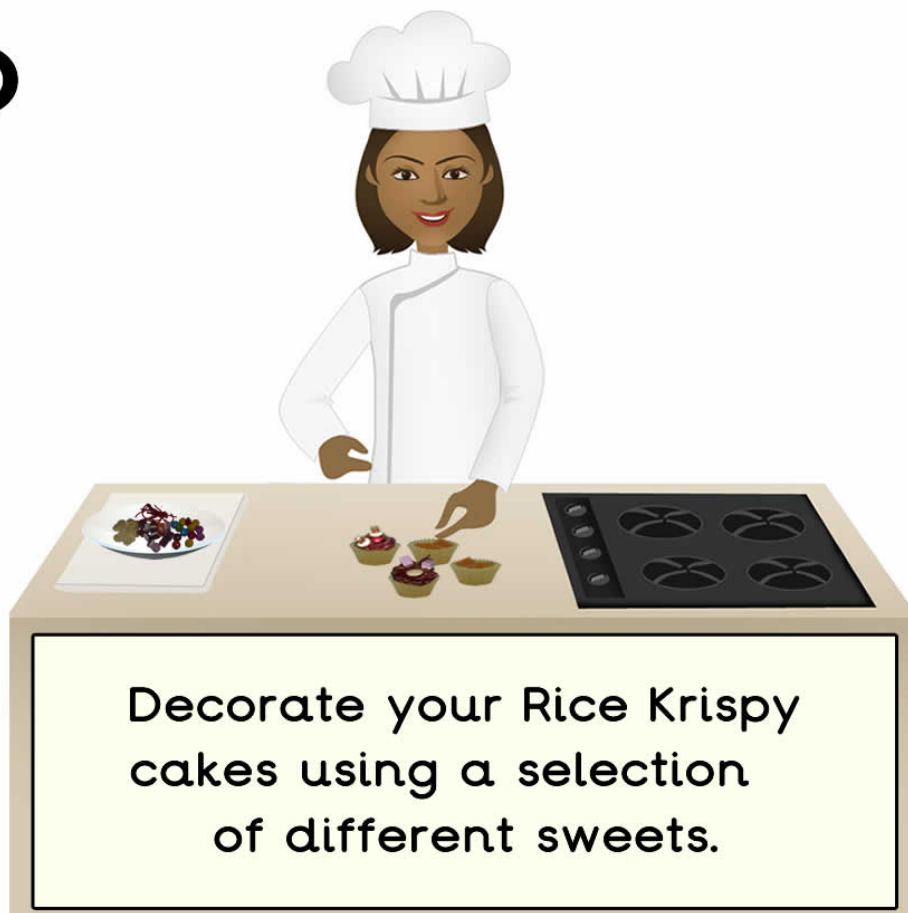 Decorate your Rice Krispy
cakes using a selection
of different sweets.